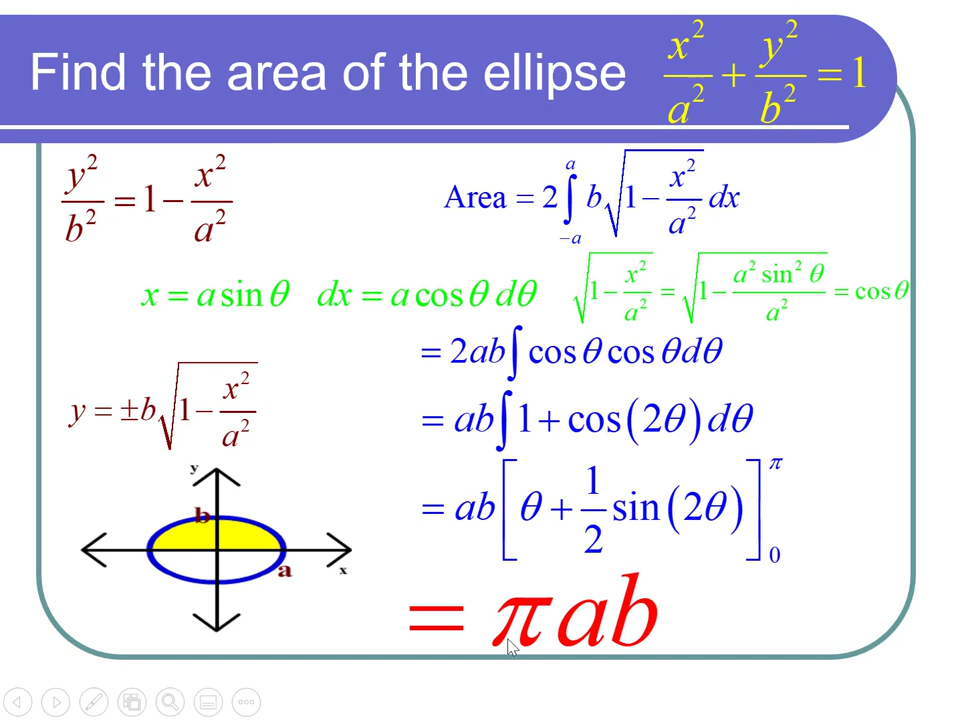 Find the area of the ellipse x²/a² + y²/b² = 1
y²/b² = 1 − x²/a²
Area = 2∫_{−a}^{a} b√(1 − x²/a²) dx
x = a sin θ dx = a cos θ dθ √(1 − x²/a²) = √(1 − a² sin² θ/a²) = cos θ
= 2ab∫cos θ cos θ dθ
y = ±b√(1 − x²/a²)
= ab∫1 + cos(2θ) dθ
= ab[θ + 1/2 sin(2θ)]_0^π
y
b
a
x
= πab